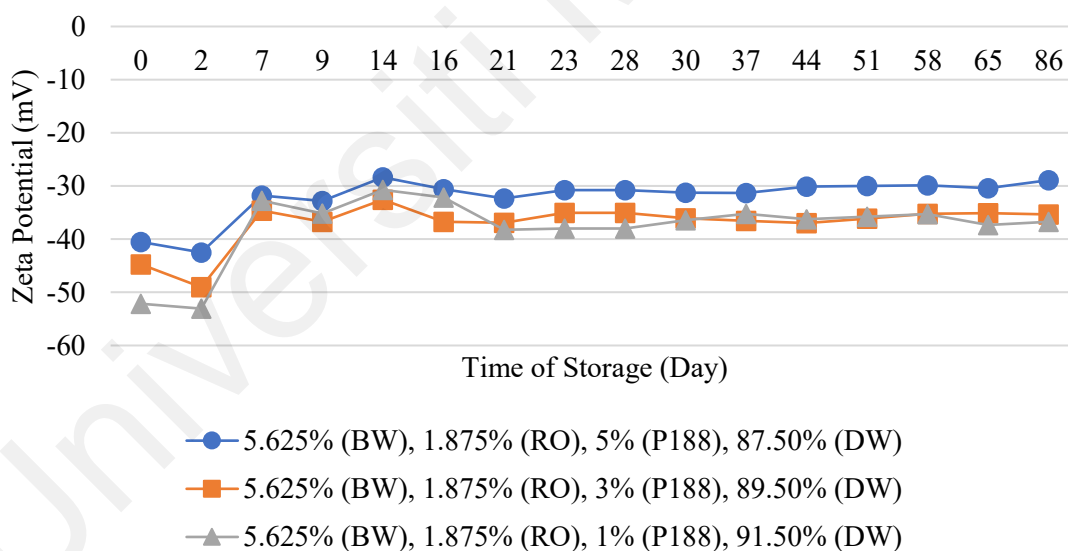 0
0 2 7 9 14 16 21 23 28 30 37 44 51 58 65 86
-10
-20
-30
-40
-50
-60
Zeta Potential (mV)
Time of Storage (Day)
5.625% (BW), 1.875% (RO), 5% (P188), 87.50% (DW)
5.625% (BW), 1.875% (RO), 3% (P188), 89.50% (DW)
5.625% (BW), 1.875% (RO), 1% (P188), 91.50% (DW)
Universiti